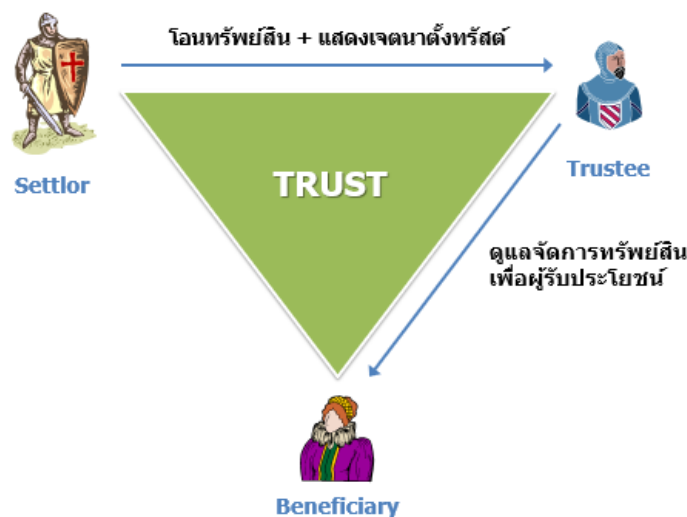 โอนทรัพย์สิน + แสดงเจตนาตั้งทรัสต์
Settlor
TRUST
Trustee
ดูแลจัดการทรัพย์สิน
เพื่อผู้รับประโยชน์
Beneficiary